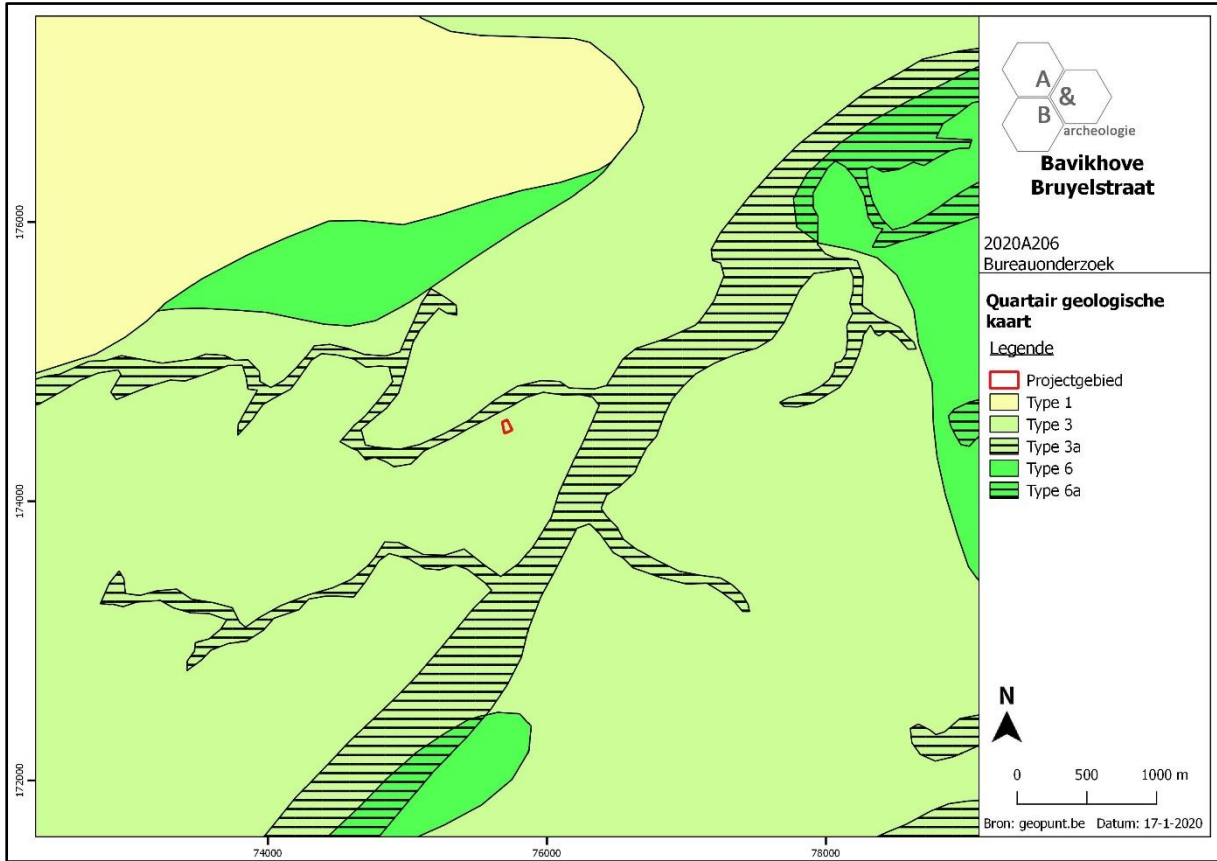 A
&
B
archeologie
Bavikhove
Bruyelstraat
2020A206
Bureauonderzoek
Quartair geologische
kaart
Legende
Projectgebied
Type 1
Type 3
Type 3a
Type 6
Type 6a
N
0 500 1000 m
Bron: geopunt.be Datum: 17-1-2020
176000
174000
172000
74000 76000 78000